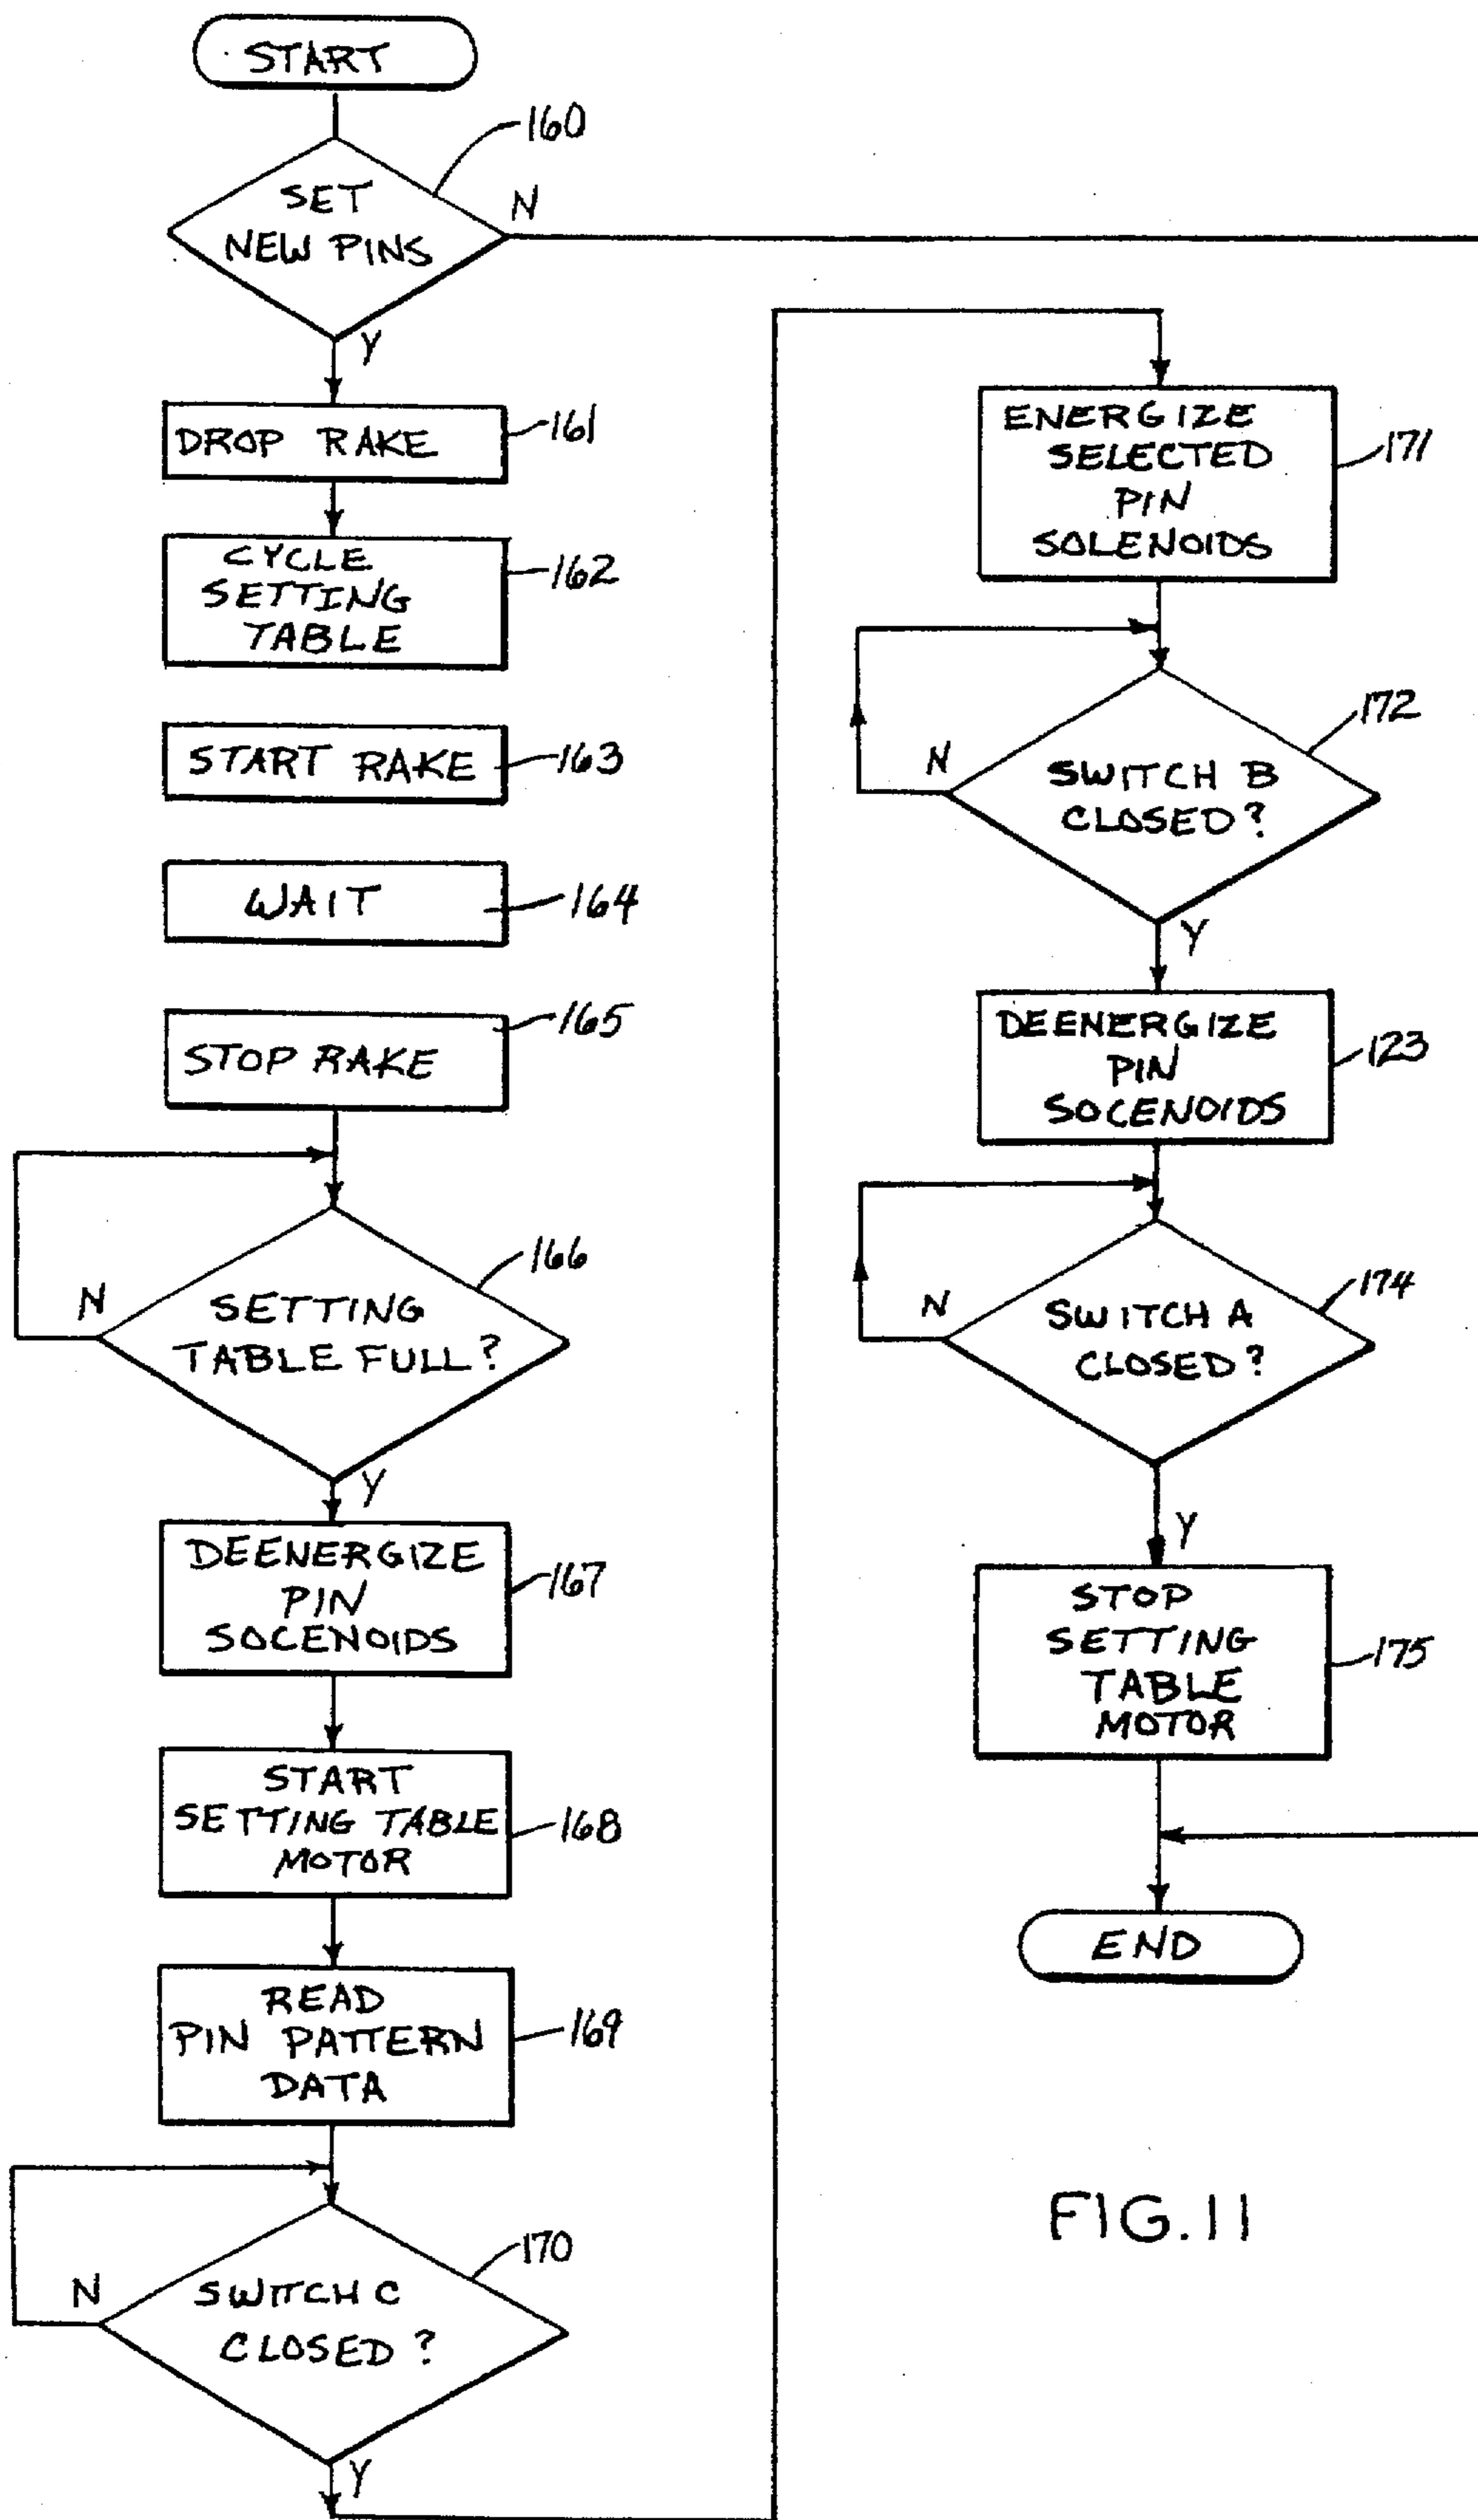 START
160
SET
NEW PINS
N
Y
DROP RAKE
161
CYCLE
SETTING
TABLE
162
START RAKE
163
WAIT
164
STOP RAKE
165
166
SETTING
TABLE FULL?
N
Y
DEENERGIZE
PIN
SOCENOIDS
167
START
SETTING TABLE
MOTOR
168
READ
PIN PATTERN
DATA
169
170
SWITCH C
CLOSED?
N
Y
ENERGIZE
SELECTED
PIN
SOLENOIDS
171
172
SWITCH B
CLOSED?
N
Y
DEENERGIZE
PIN
SOCENOIDS
123
174
SWITCH A
CLOSED?
N
Y
STOP
SETTING
TABLE
MOTOR
175
END
FIG. 11